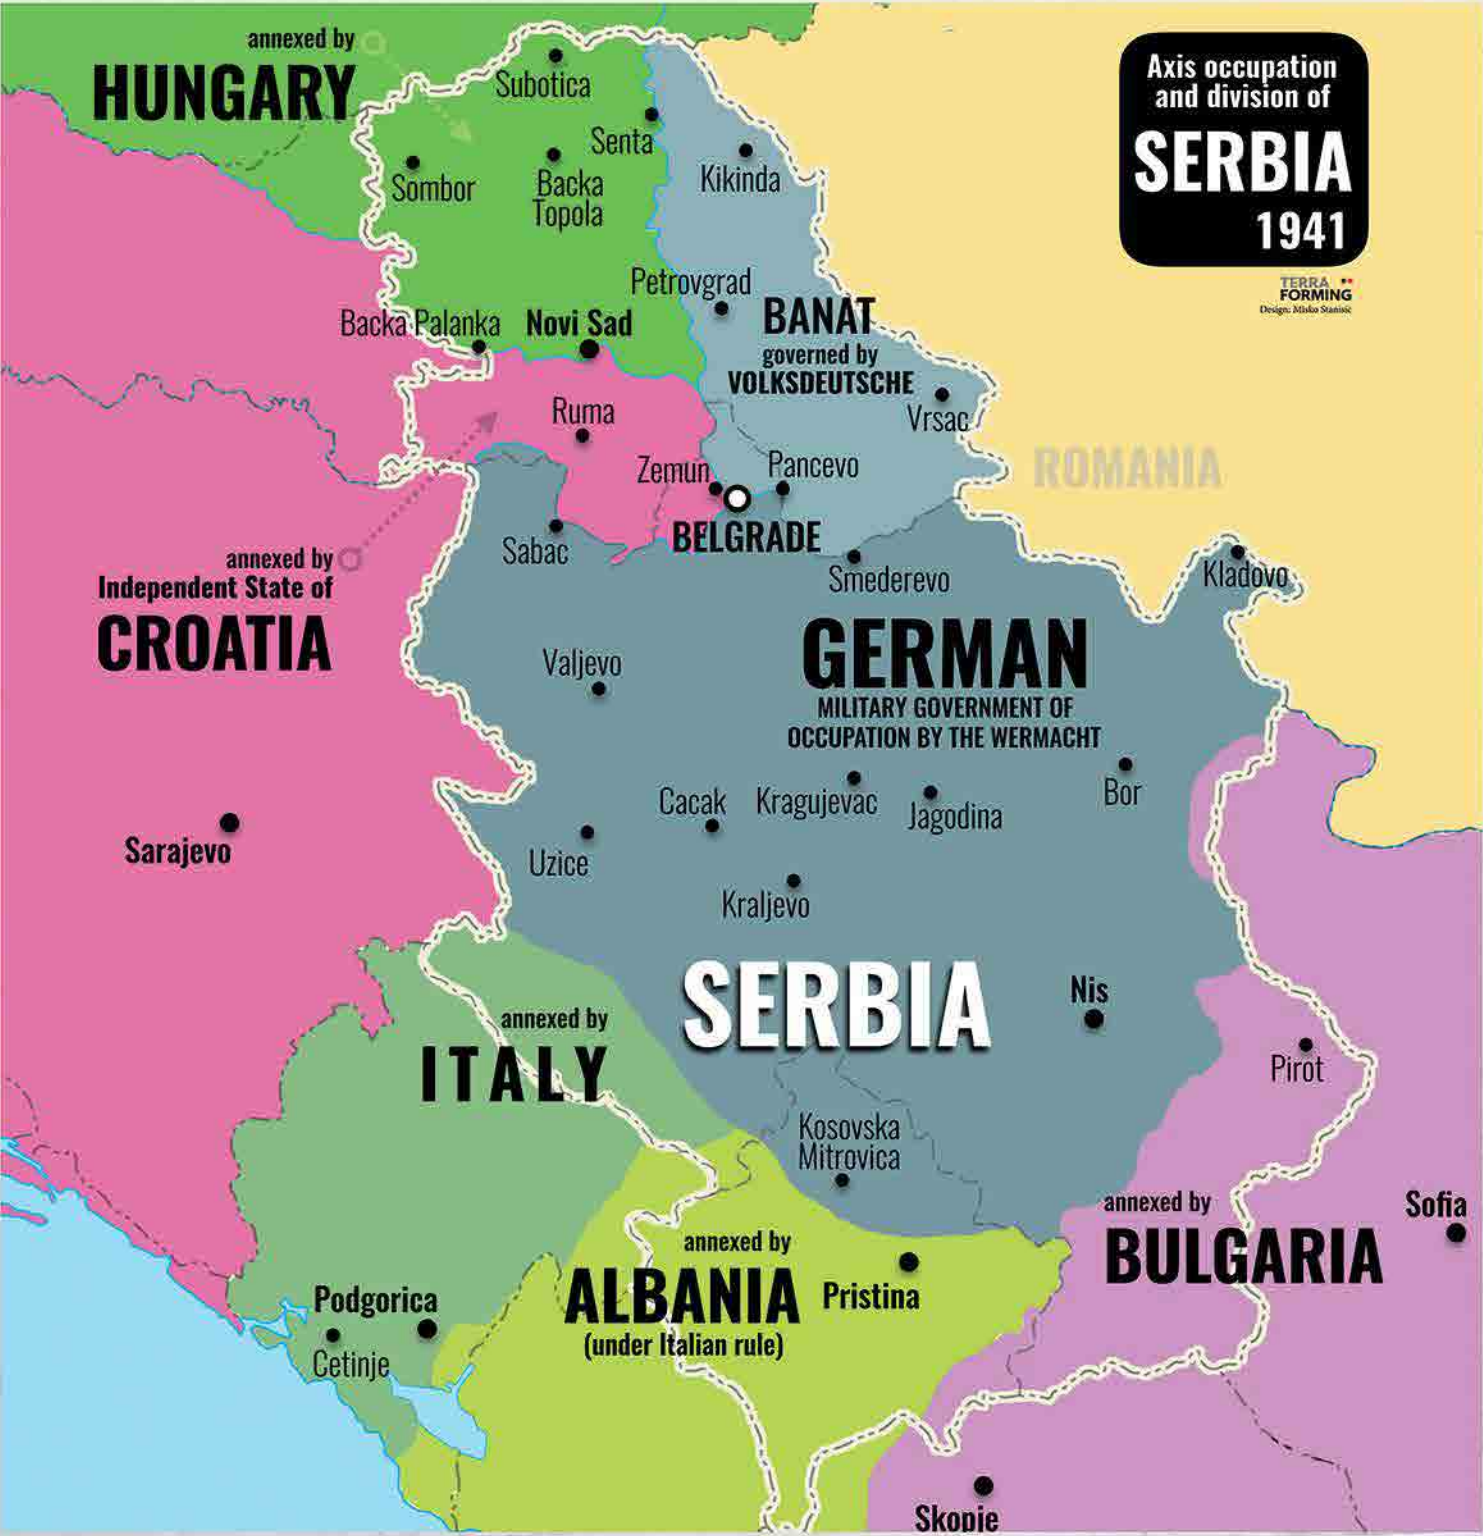 annexed by
HUNGARY
Subotica
Senta
Sombor
Backa
Topola
Kikinda
Axis occupation
and division of
SERBIA
1941
TERRA
FORMING
Design: Misko Stanisic
Petrovgrad
BANAT
governed by
VOLKSDEUTSCHE
Backa Palanka
Novi Sad
Vrsac
Ruma
Zemun
Pancevo
ROMANIA
BELGRADE
Sabac
Smederevo
Kladovo
annexed by
Independent State of
CROATIA
Valjevo
GERMAN
MILITARY GOVERNMENT OF
OCCUPATION BY THE WERMACHT
Cacak
Kragujevac
Jagodina
Bor
Sarajevo
Uzice
Kraljevo
SERBIA
Nis
annexed by
ITALY
Pirot
Kosovska
Mitrovica
annexed by
BULGARIA
Sofia
annexed by
ALBANIA
(under Italian rule)
Pristina
Podgorica
Cetinje
Skopje